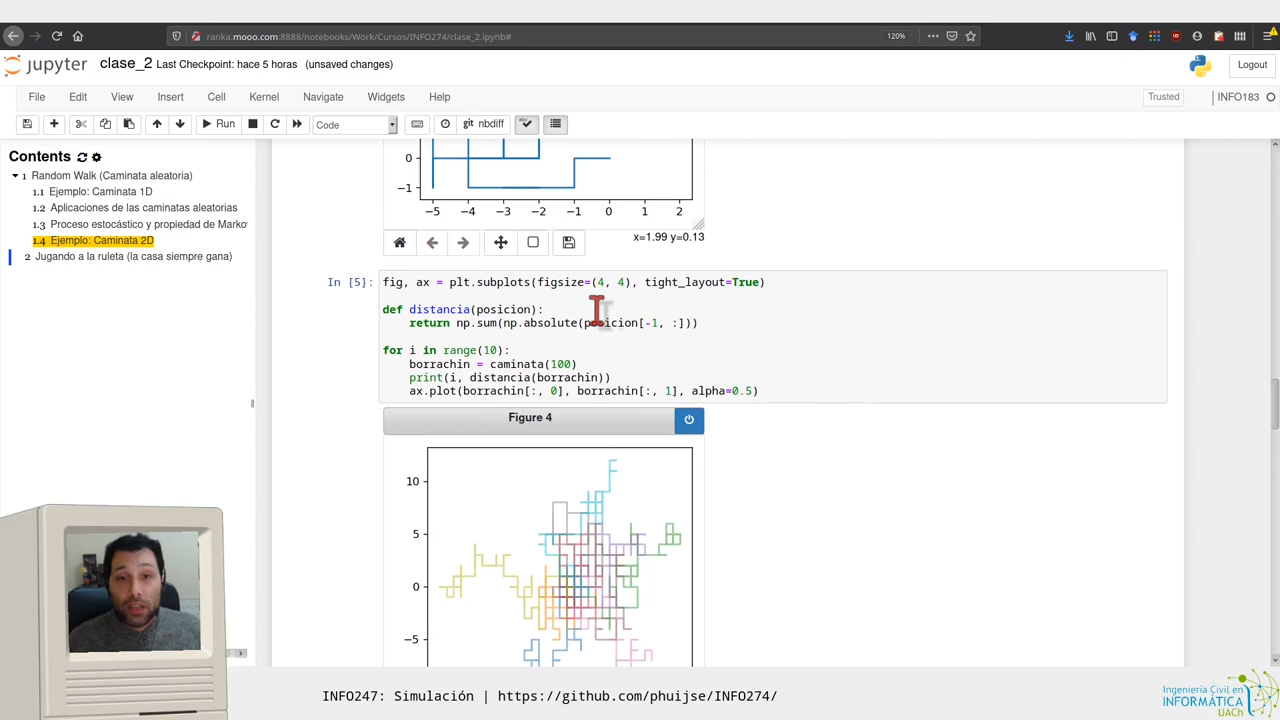 ranka.mooo.com:8888/notebooks/Work/Cursos/INFO274/clase_2.ipynb#
120%
jupyter
clase_2
Last Checkpoint: hace 5 horas (unsaved changes)
Logout
File Edit View Insert Cell Kernel Navigate Widgets Help
Trusted
INFO183
Run
Code
git nbdiff
Contents
1 Random Walk (Caminata aleatoria)
1.1 Ejemplo: Caminata 1D
1.2 Aplicaciones de las caminatas aleatorias
1.3 Proceso estocástico y propiedad de Marko
1.4 Ejemplo: Caminata 2D
2 Jugando a la ruleta (la casa siempre gana)
0
−1
−5 −4 −3 −2 −1 0 1 2
x=1.99 y=0.13
In [5]:
fig, ax = plt.subplots(figsize=(4, 4), tight_layout=True)
def distancia(posicion):
return np.sum(np.absolute(posicion[-1, :]))
for i in range(10):
borrachin = caminata(100)
print(i, distancia(borrachin))
ax.plot(borrachin[:, 0], borrachin[:, 1], alpha=0.5)
Figure 4
10
5
0
−5
INFO247: Simulación | https://github.com/phuijse/INFO274/
Ingeniería Civil en
INFORMÁTICA
UACh